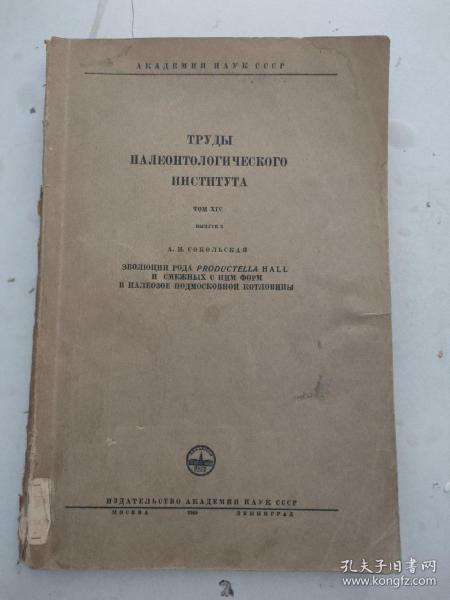 АКАДЕМИЯ НАУК СССР
ТРУДЫ
ПАЛЕОНТОЛОГИЧЕСКОГО
ИНСТИТУТА
ТОМ XIV
ВЫПУСК
А. Н. СОКОЛЬСКАЯ
ЭВОЛЮЦИЯ РОДА PRODUCTELLA HALL
И СМЕЖНЫХ С НИМ ФОРМ
В ПАЛЕОЗОЕ ПОДМОСКОВНОЙ КОТЛОВИНЫ
ИЗДАТЕЛЬСТВО АКАДЕМИИ НАУК СССР
МОСКВА ЛЕНИНГРАД
孔夫子旧书网
www.kongfz.com